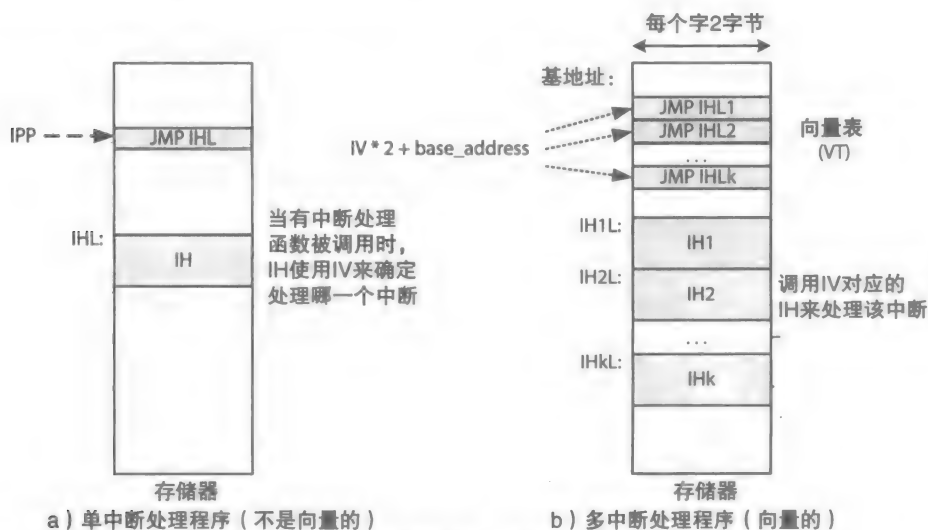 IPP
JMP IHL
IHL:
IH
当有中断处理
函数被调用时，
IH使用IV来确定
处理哪一个中断
存储器
a）单中断处理程序（不是向量的）
每个字2字节
基地址：
JMP IHL1
JMP IHL2
...
JMP IHLk
IV * 2 + base_address
向量表
(VT)
IH1L:
IH1
IH2L:
IH2
...
IHkL:
IHk
调用IV对应的
IH来处理该中断
存储器
b）多中断处理程序（向量的）